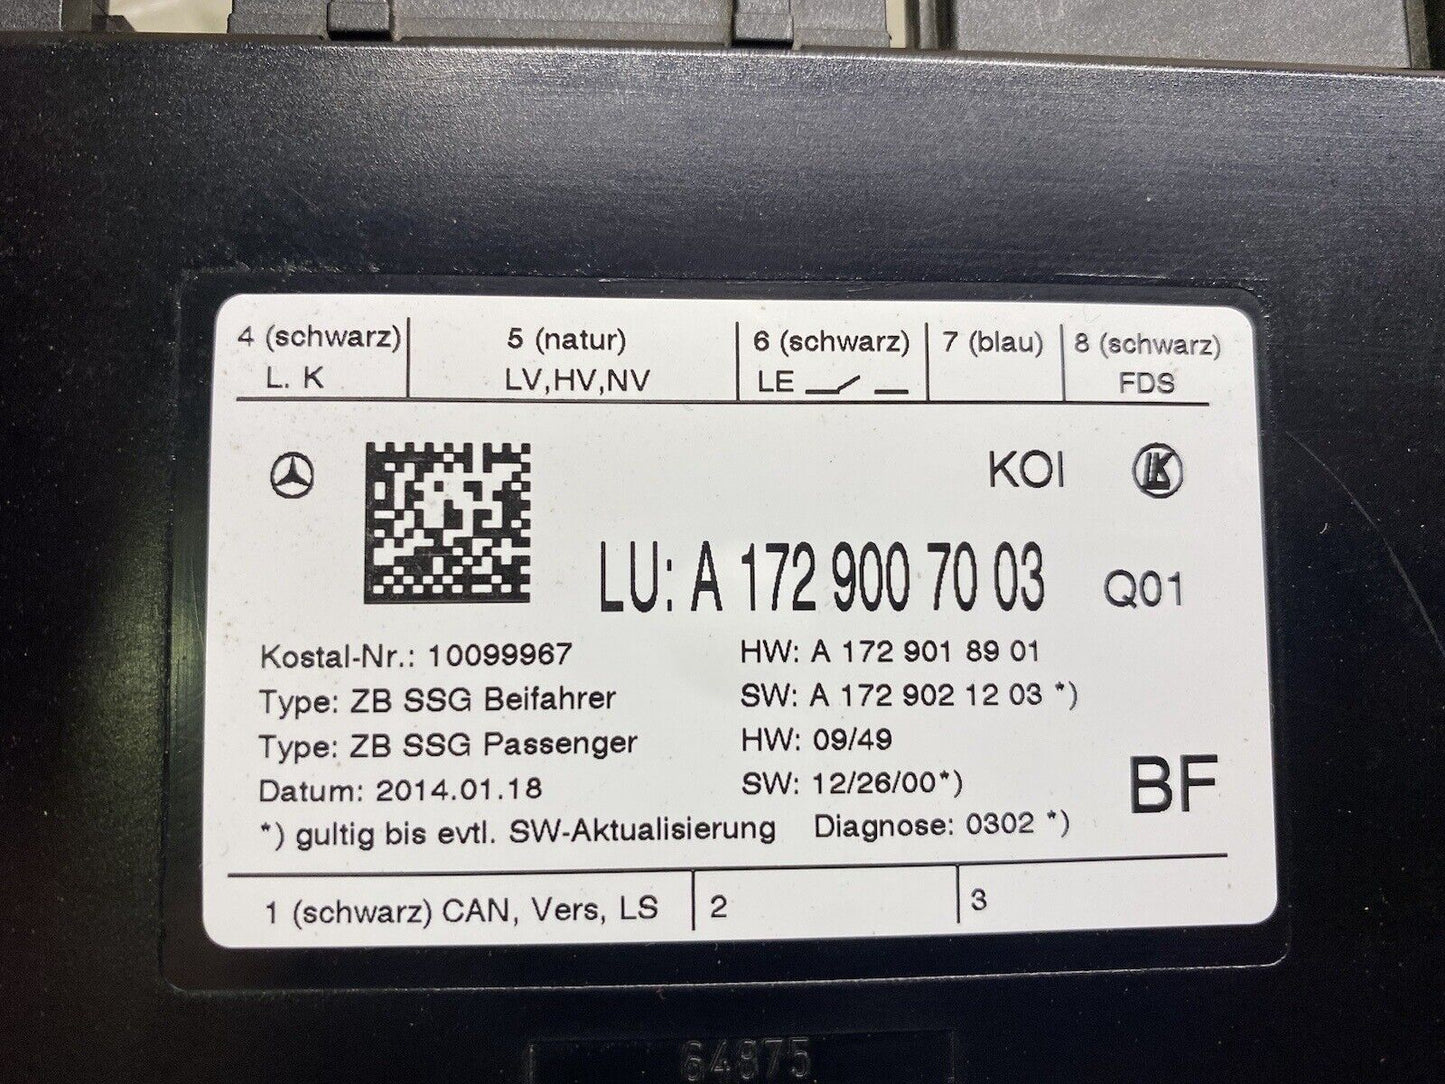 4 (schwarz) 5 (natur) 6 (schwarz) 7 (blau) 8 (schwarz)
L. K LV,HV,NV LE FDS
KOI
LU: A 172 900 70 03 Q01
Kostal-Nr.: 10099967 HW: A 172 901 89 01
Type: ZB SSG Beifahrer SW: A 172 902 12 03 *)
Type: ZB SSG Passenger HW: 09/49
Datum: 2014.01.18 SW: 12/26/00*)
BF
*) gultig bis evtl. SW-Aktualisierung Diagnose: 0302 *)
1 (schwarz) CAN, Vers, LS 2 3
64875